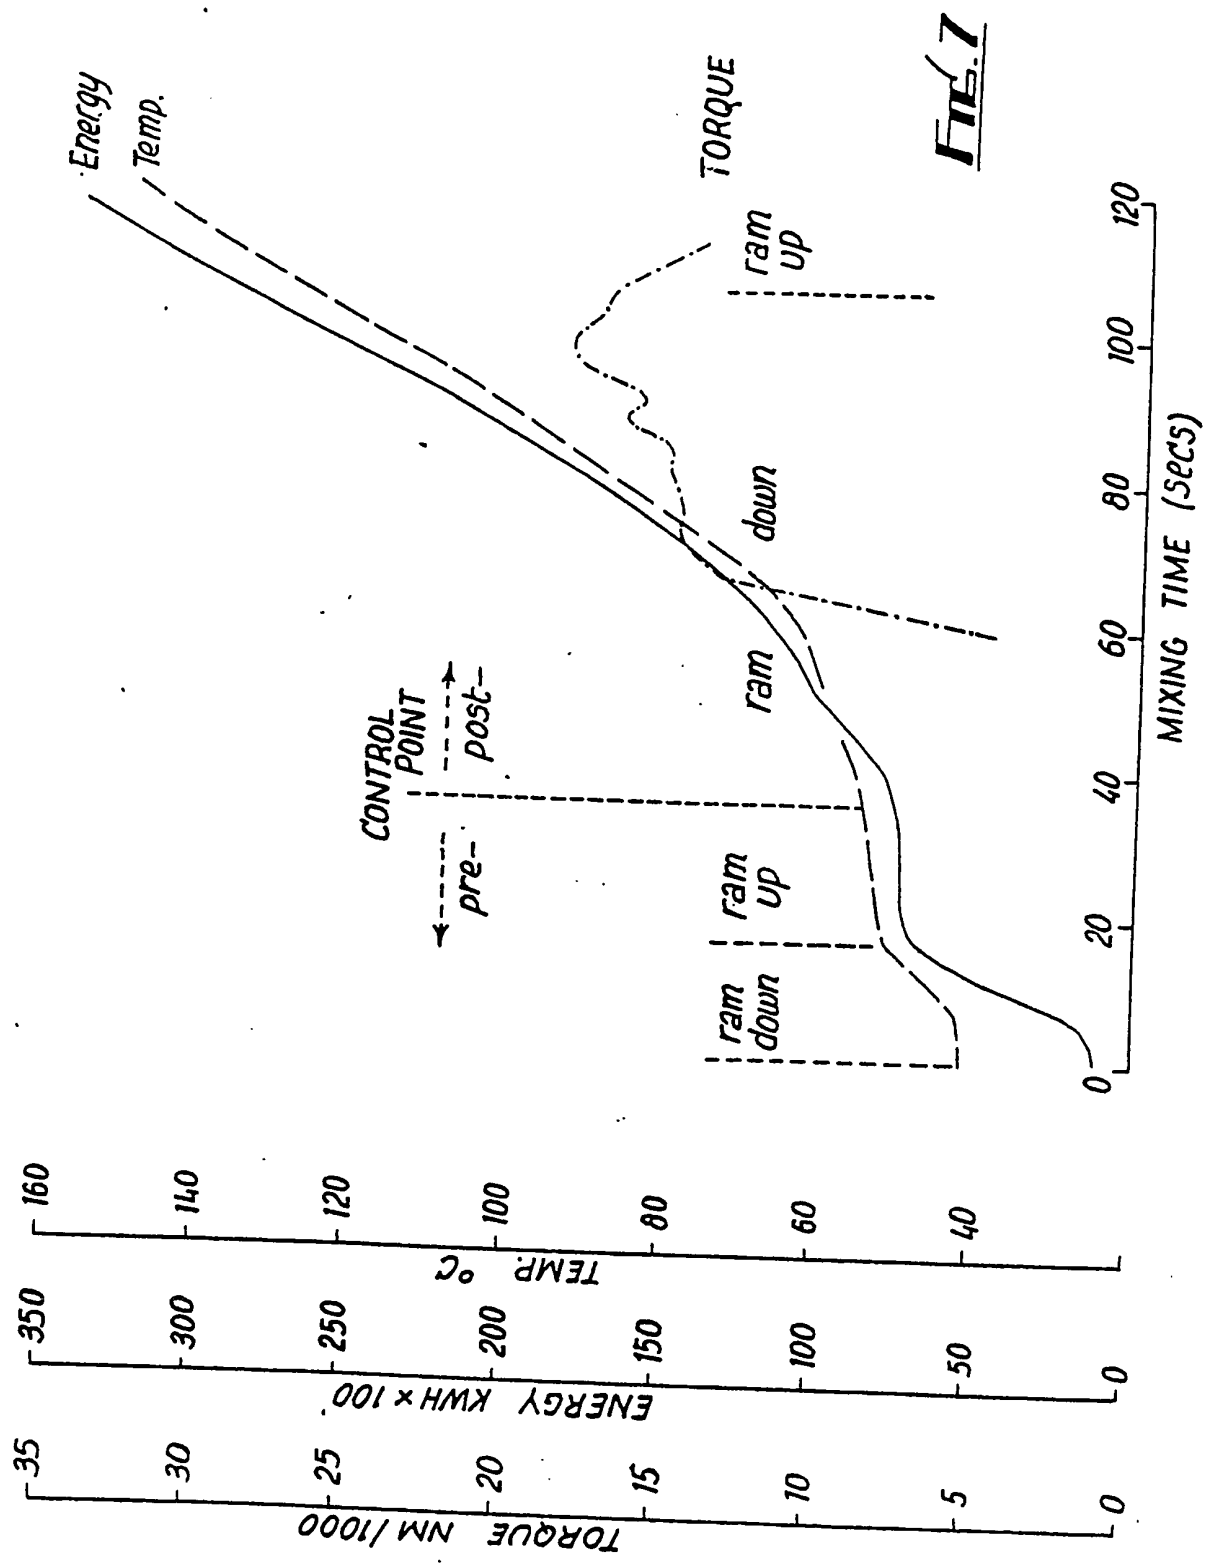 35
30
25
20
15
10
5
0
TORQUE NM/1000
350
300
250
200
150
100
50
0
ENERGY KWH × 100
160
140
120
100
80
60
40
TEMP. °C
Energy
Temp.
CONTROL
POINT
pre-
post-
TORQUE
ram
down
ram
up
ram
down
ram
up
0
20
40
60
80
100
120
MIXING TIME (secs)
FIG. 7